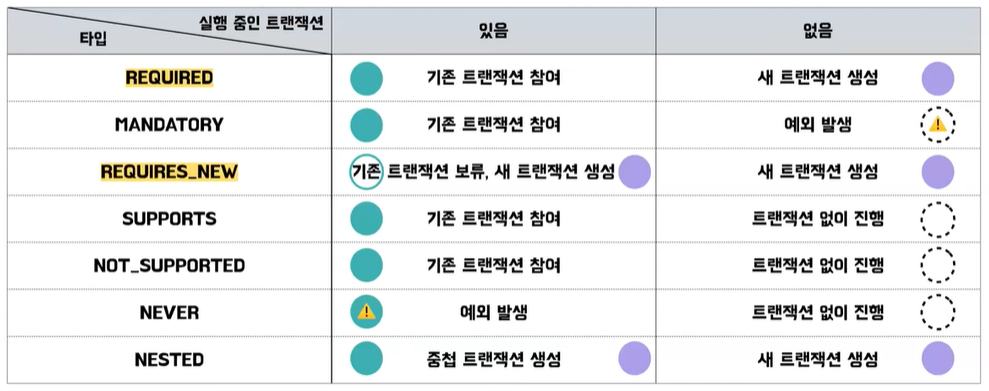 실행 중인 트랜잭션
타입
있음
없음
REQUIRED
기존 트랜잭션 참여
새 트랜잭션 생성
MANDATORY
기존 트랜잭션 참여
예외 발생
REQUIRES_NEW
기존 트랜잭션 보류, 새 트랜잭션 생성
새 트랜잭션 생성
SUPPORTS
기존 트랜잭션 참여
트랜잭션 없이 진행
NOT_SUPPORTED
기존 트랜잭션 참여
트랜잭션 없이 진행
NEVER
예외 발생
트랜잭션 없이 진행
NESTED
중첩 트랜잭션 생성
새 트랜잭션 생성